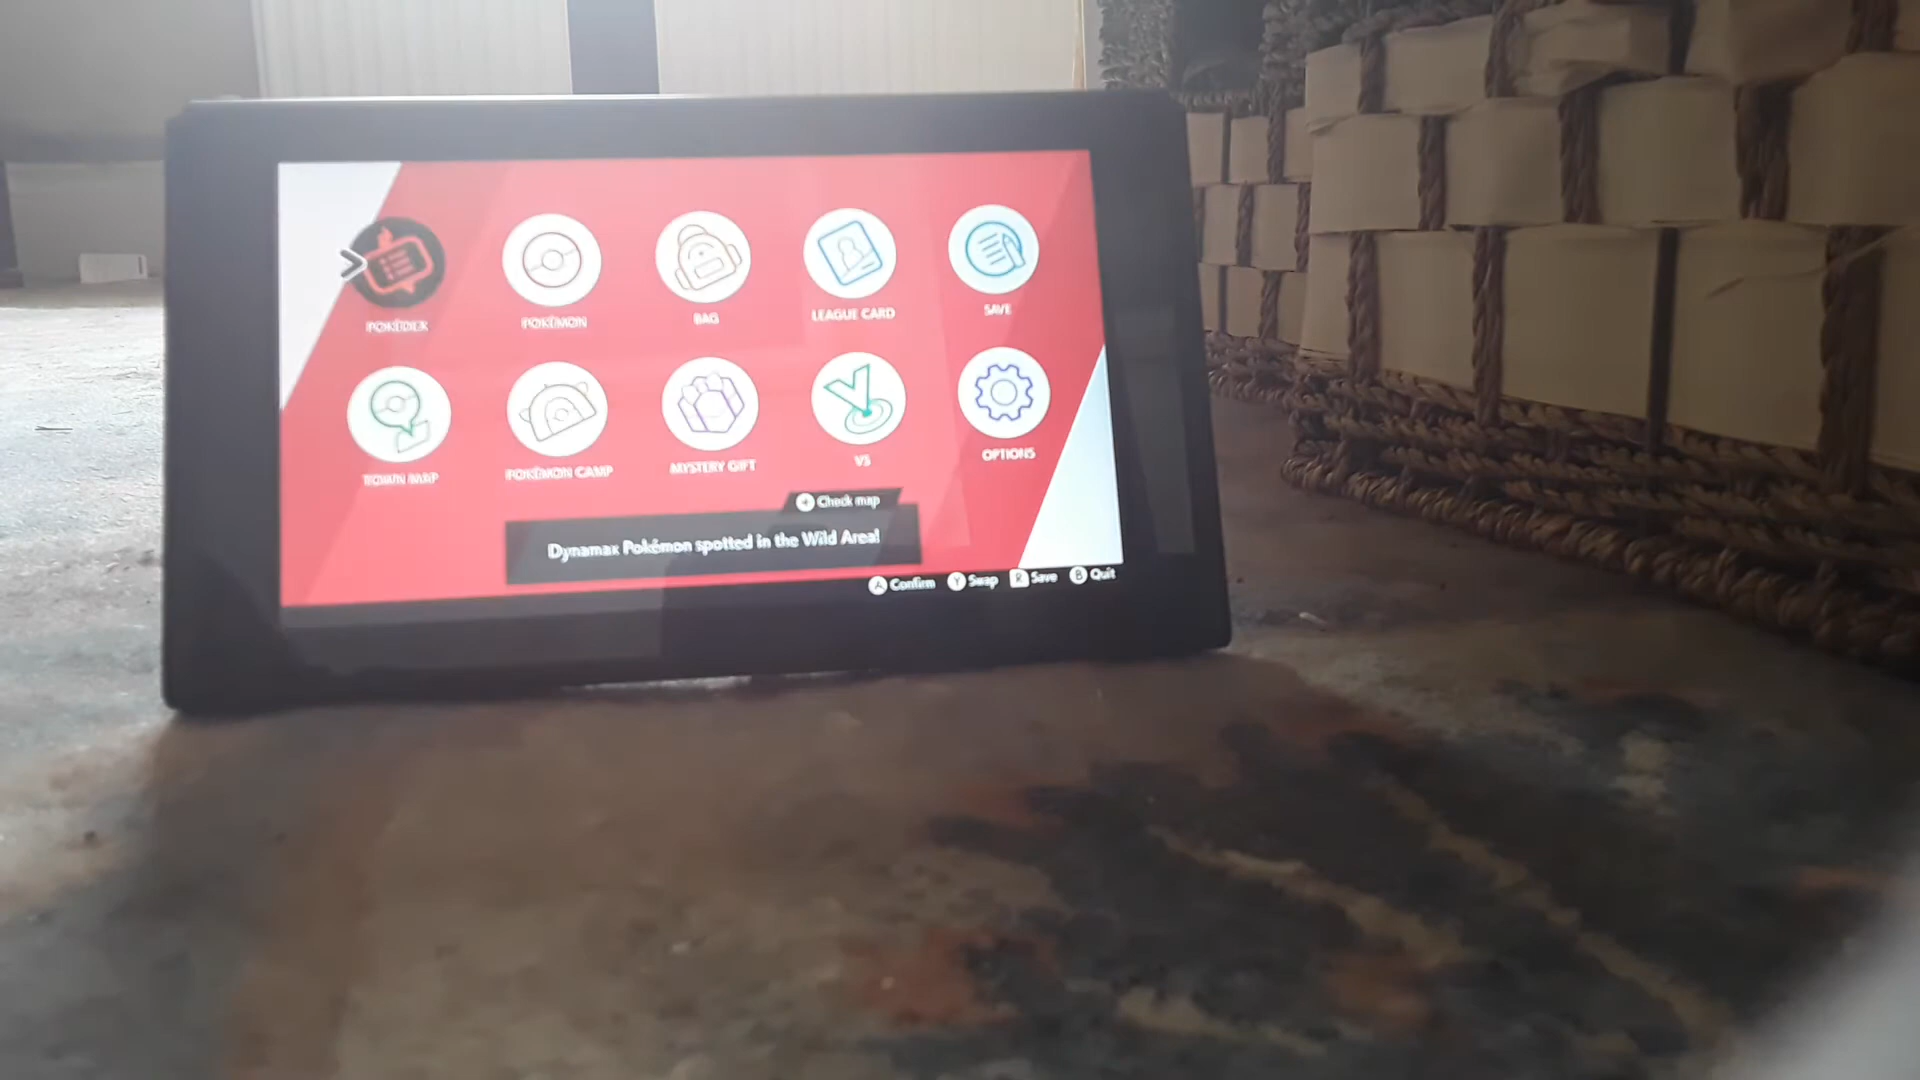 POKÉDEX
POKÉMON
BAG
LEAGUE CARD
SAVE
TOWN MAP
POKÉMON CAMP
MYSTERY GIFT
VS
OPTIONS
+ Check map
Dynamax Pokémon spotted in the Wild Area!
A Confirm Y Swap R Save B Quit